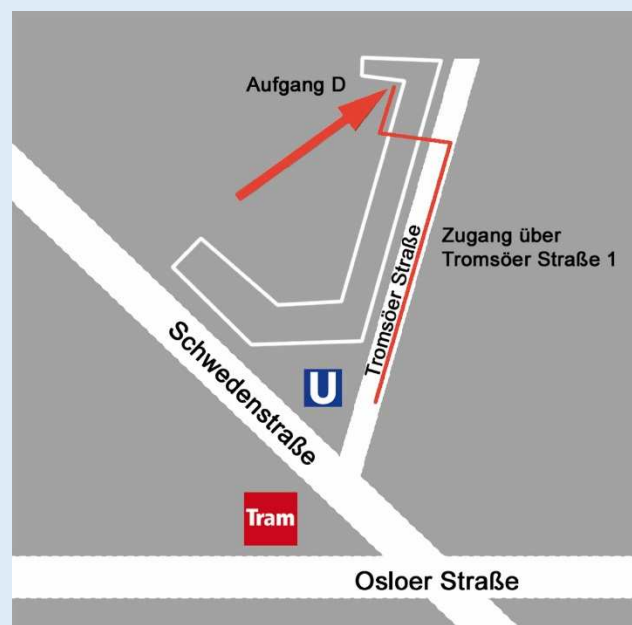 Aufgang D
Zugang über
Tromsöer Straße 1
Tromsöer Straße
Schwedenstraße
U
Tram
Osloer Straße